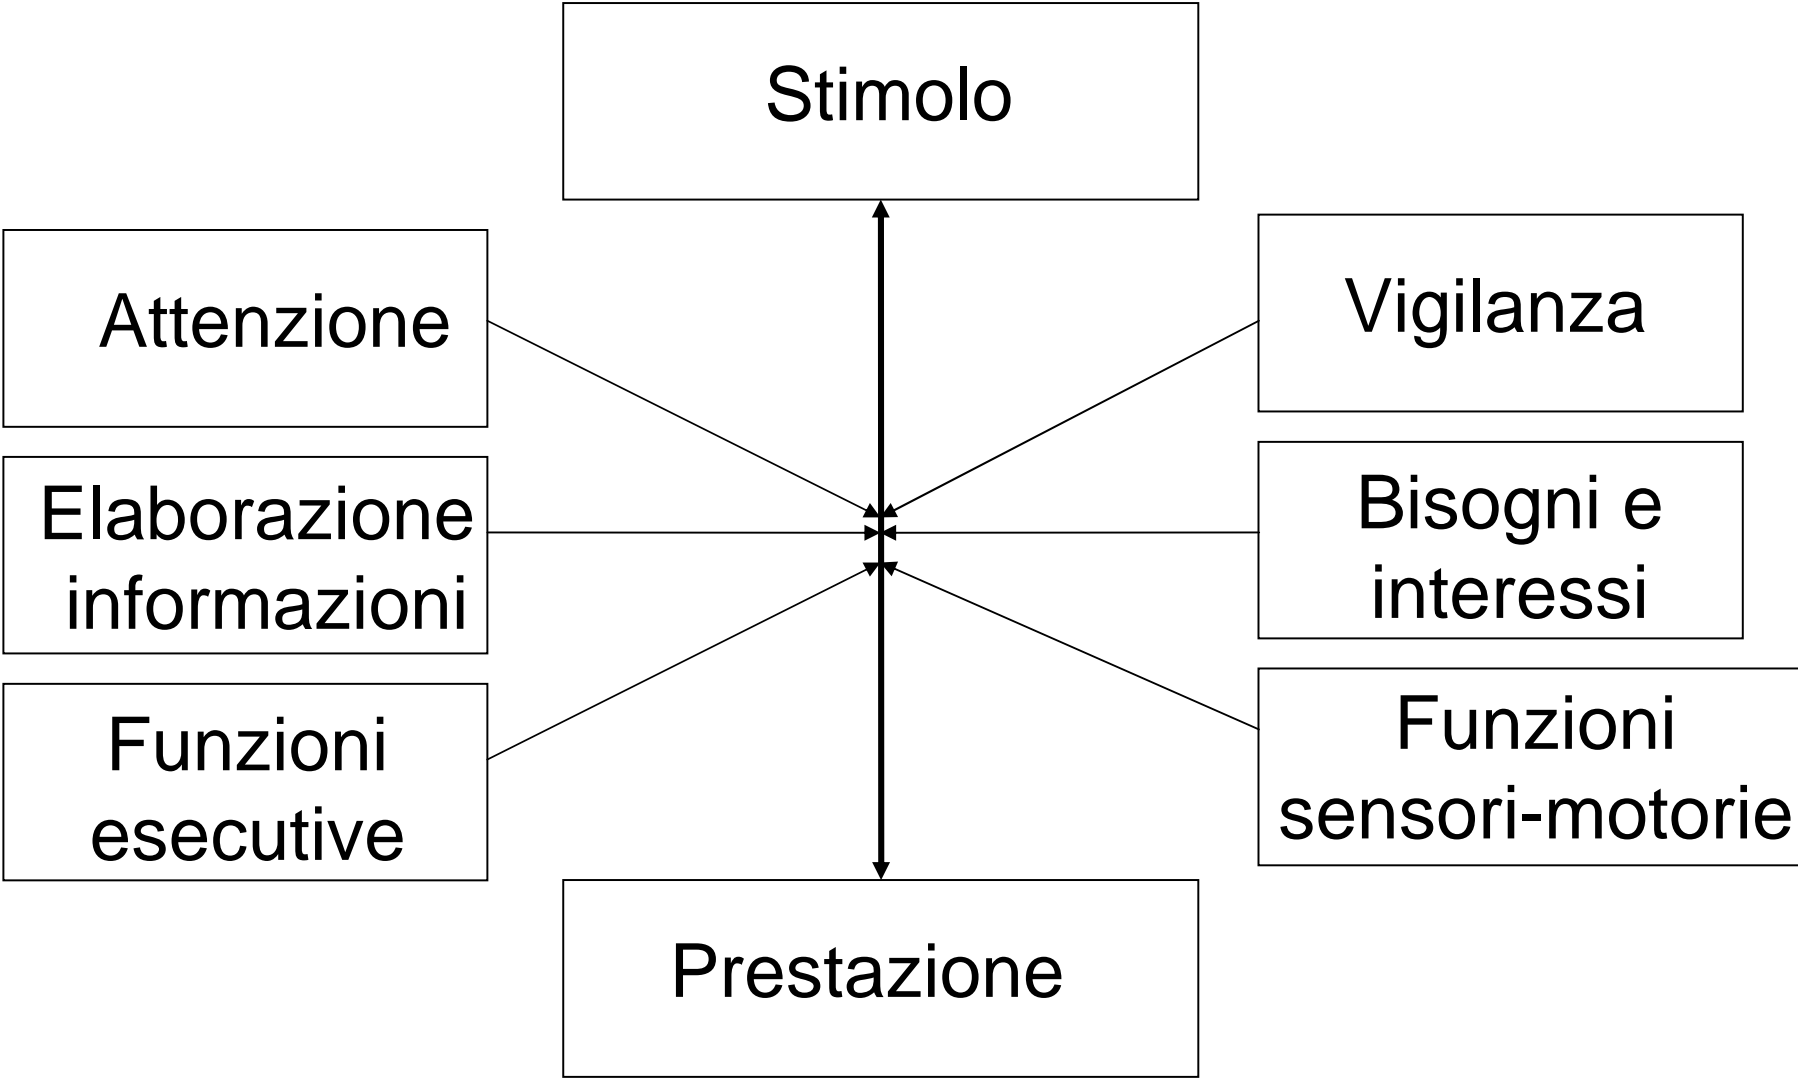 Stimolo
Attenzione
Vigilanza
Elaborazione
informazioni
Bisogni e
interessi
Funzioni
esecutive
Funzioni
sensori-motorie
Prestazione